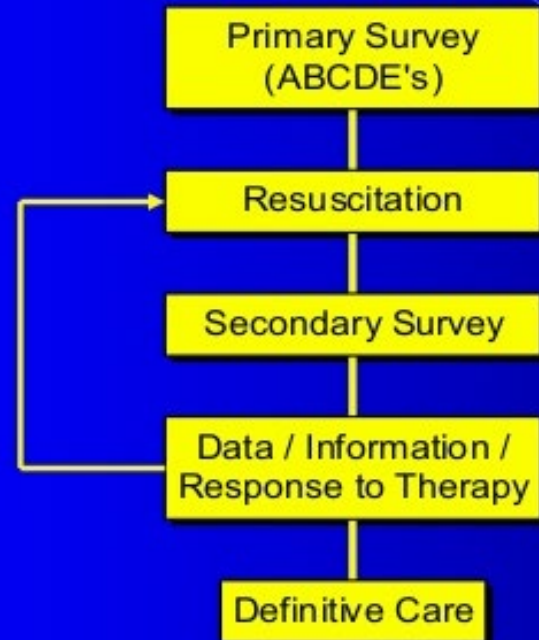 Primary Survey
(ABCDE's)
Resuscitation
Secondary Survey
Data / Information /
Response to Therapy
Definitive Care